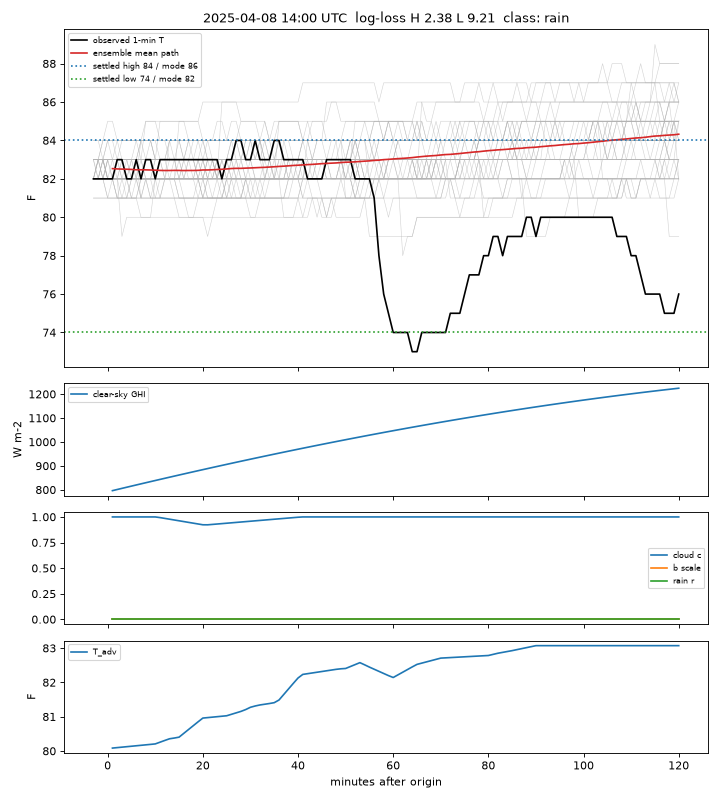 2025-04-08 14:00 UTC  log-loss H 2.38 L 9.21  class: rain
observed 1-min T
ensemble mean path
settled high 84 / mode 86
settled low 74 / mode 82
88
86
84
82
80
78
76
74
F
clear-sky GHI
1200
1100
1000
900
800
W m-2
1.00
0.75
0.50
0.25
0.00
cloud c
b scale
rain r
T_adv
83
82
81
80
F
0 20 40 60 80 100 120
minutes after origin